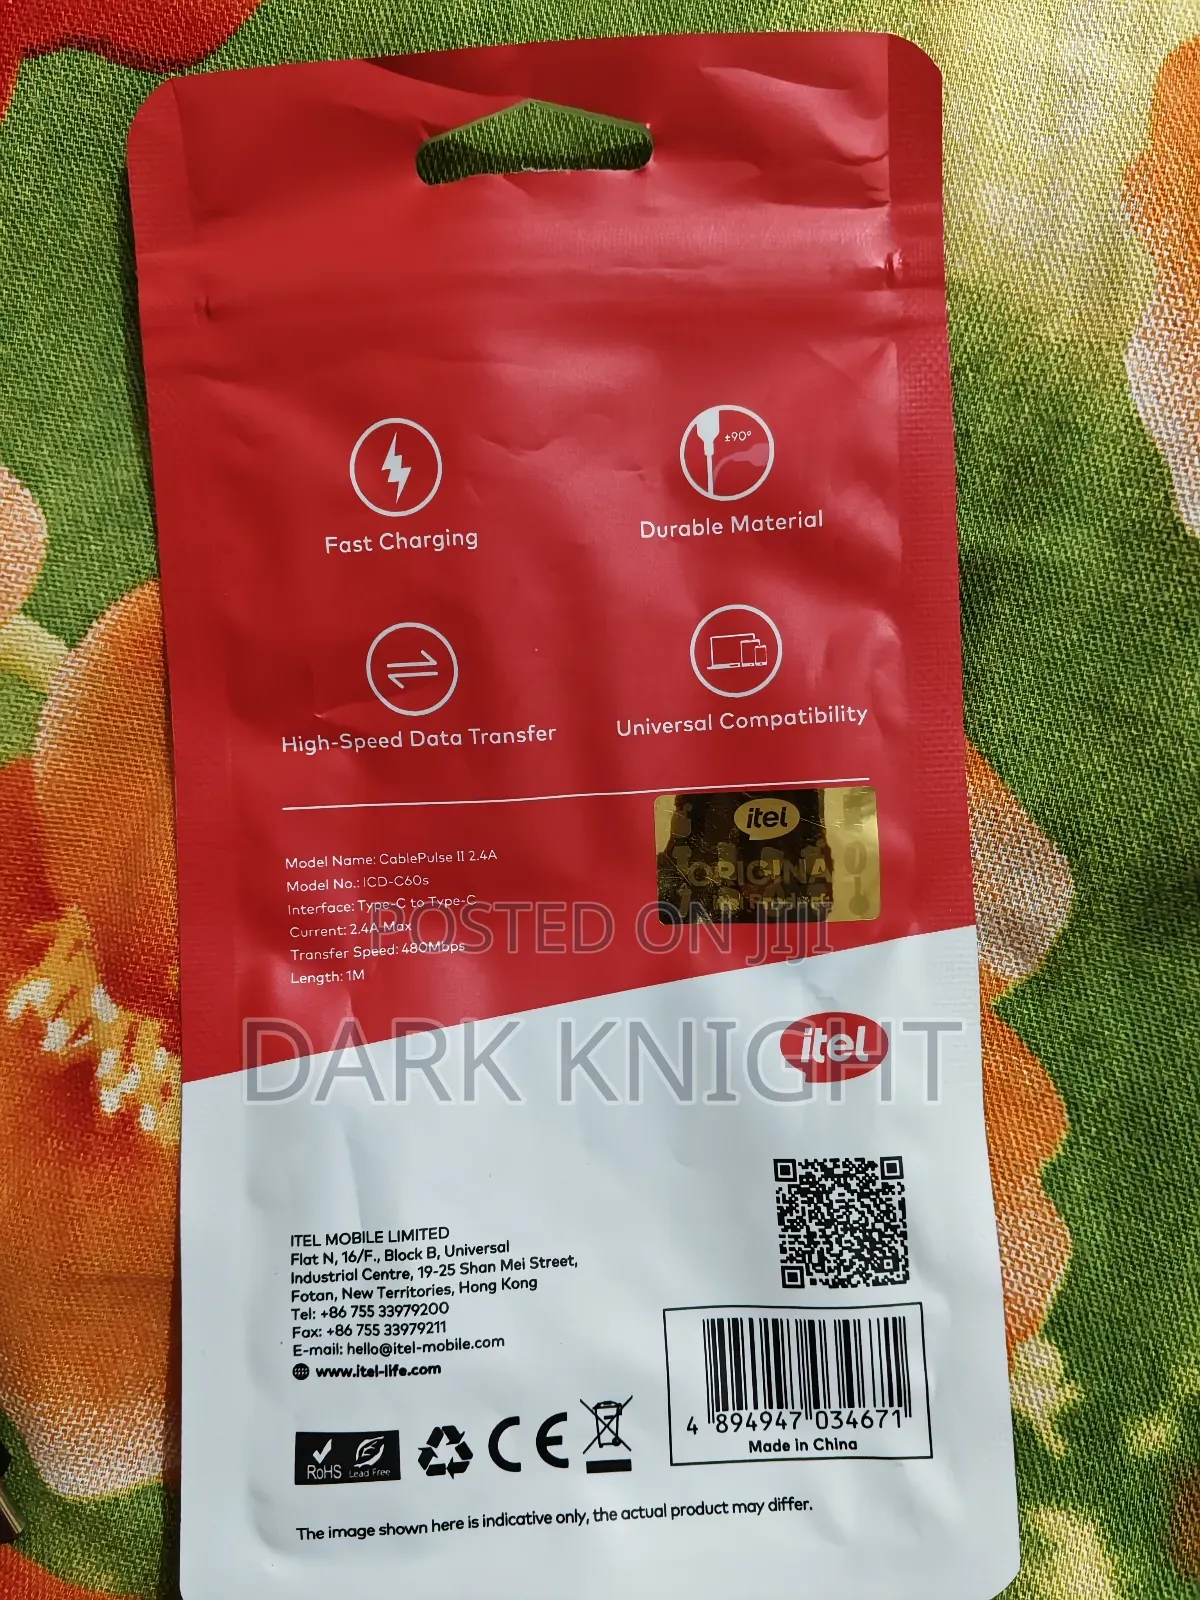 ±90°
Fast Charging
Durable Material
High-Speed Data Transfer
Universal Compatibility
itel
ORIGINAL
itel Product
Model Name: CablePulse II 2.4A
Model No.: ICD-C60s
Interface: Type-C to Type-C
Current: 2.4A Max
Transfer Speed: 480Mbps
Length: 1M
POSTED ON JIJI
DARK KNIGHT
itel
ITEL MOBILE LIMITED
Flat N, 16/F., Block B, Universal
Industrial Centre, 19-25 Shan Mei Street,
Fotan, New Territories, Hong Kong
Tel: +86 755 33979200
Fax: +86 755 33979211
E-mail: hello@itel-mobile.com
www.itel-life.com
4 894947 034671
Made in China
RoHS Lead Free
CE
The image shown here is indicative only, the actual product may differ.